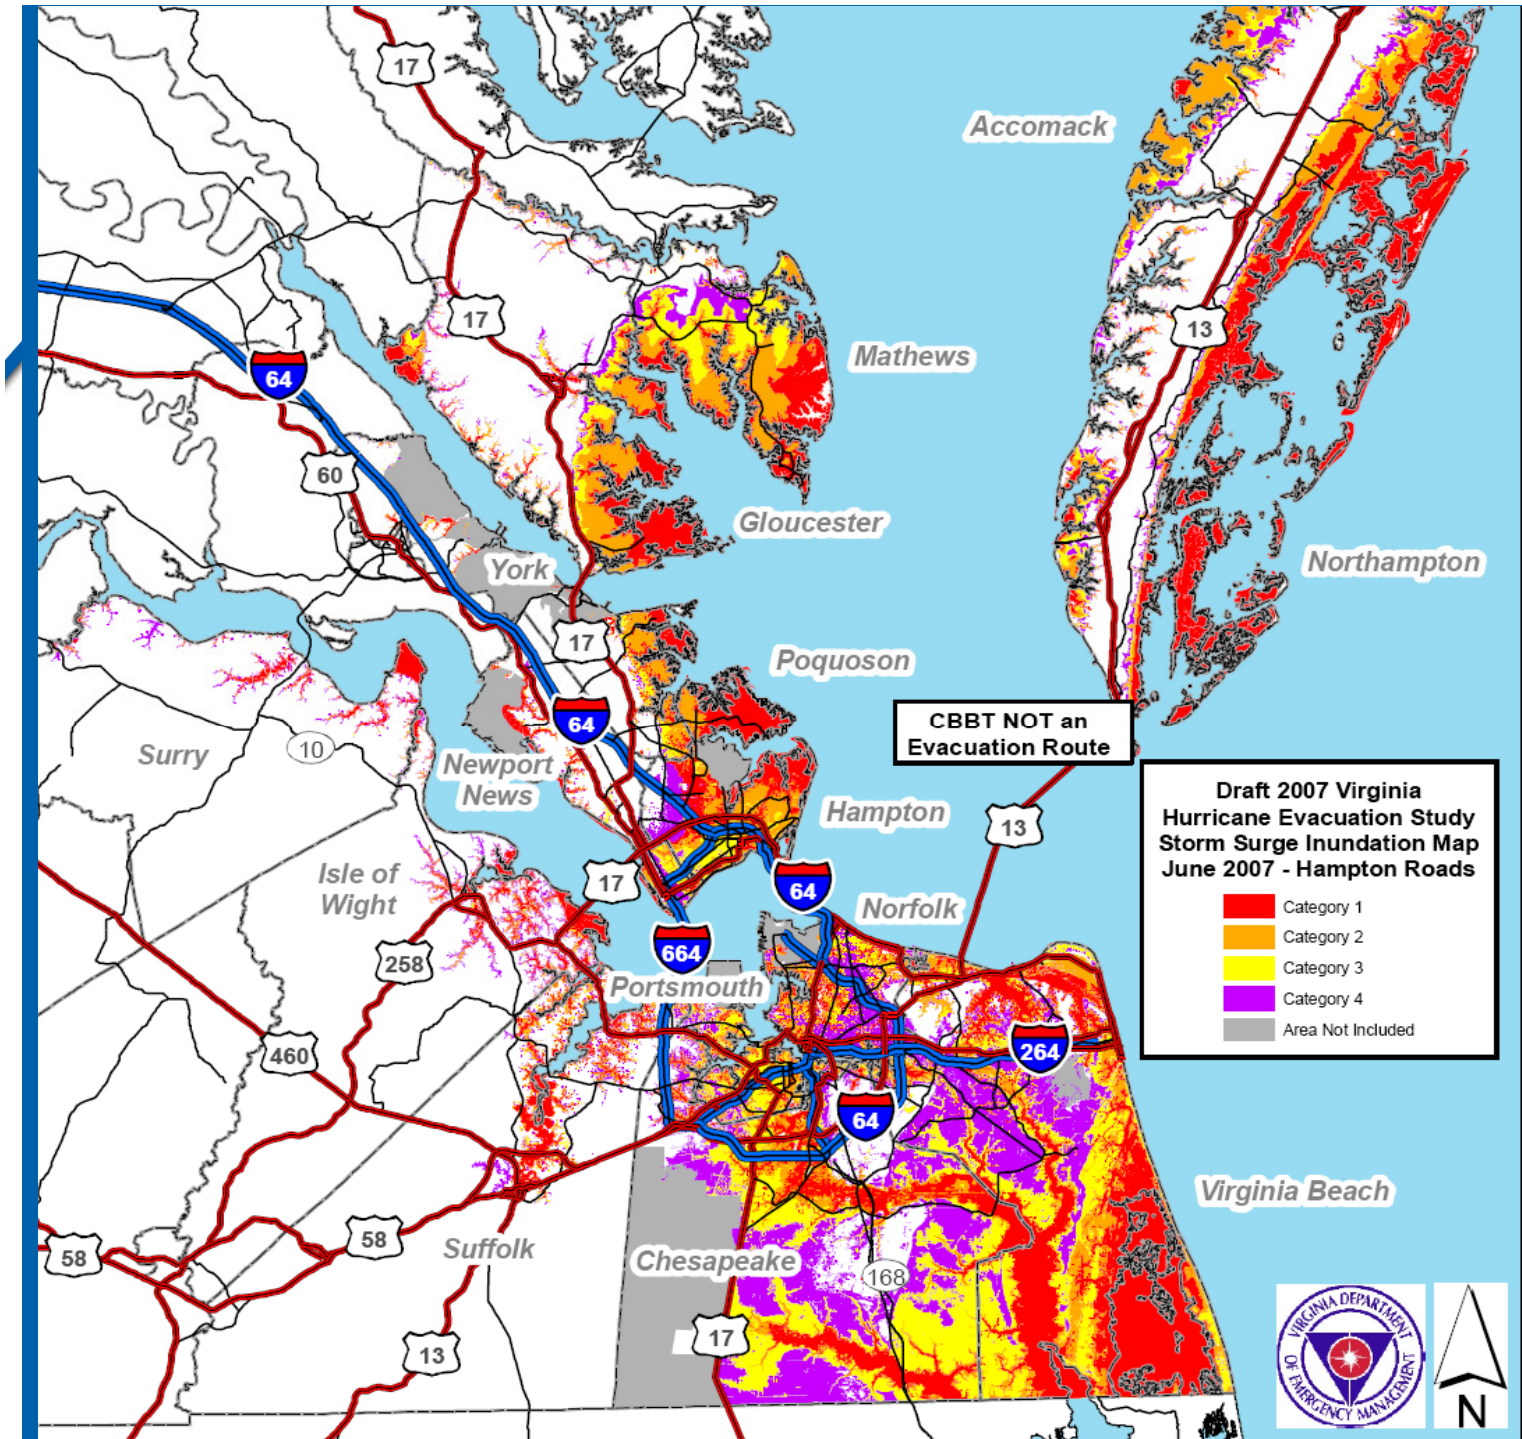 17
Accomack
17
13
Mathews
64
60
Gloucester
York
Northampton
17
Poquoson
64
CBBT NOT an
Evacuation Route
Surry
10
Newport
News
Hampton
13
Draft 2007 Virginia
Hurricane Evacuation Study
Storm Surge Inundation Map
June 2007 - Hampton Roads
Category 1
Category 2
Category 3
Category 4
Area Not Included
Isle of
Wight
17
64
Norfolk
258
664
Portsmouth
460
264
64
Virginia Beach
58
58
Suffolk
Chesapeake
168
17
13
VIRGINIA DEPARTMENT
OF EMERGENCY MANAGEMENT
N